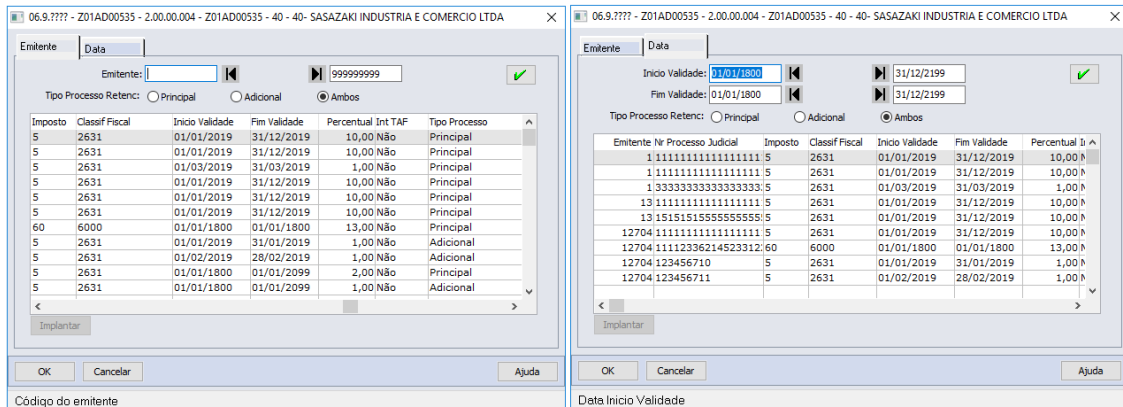 06.9.???? - Z01AD00535 - 2.00.00.004 - Z01AD00535 - 40 - 40- SASAZAKI INDUSTRIA E COMERCIO LTDA
Emitente Data
Emitente: 999999999
Tipo Processo Retenc: Principal Adicional Ambos
Imposto Classif Fiscal Inicio Validade Fim Validade Percentual Int TAF Tipo Processo
5 2631 01/01/2019 31/12/2019 10,00 Não Principal
5 2631 01/01/2019 31/12/2019 10,00 Não Principal
5 2631 01/03/2019 31/03/2019 1,00 Não Principal
5 2631 01/01/2019 31/12/2019 10,00 Não Principal
5 2631 01/01/2019 31/12/2019 10,00 Não Principal
5 2631 01/01/2019 31/12/2019 10,00 Não Principal
60 6000 01/01/1800 01/01/1800 13,00 Não Principal
5 2631 01/01/2019 31/01/2019 1,00 Não Adicional
5 2631 01/02/2019 28/02/2019 1,00 Não Adicional
5 2631 01/01/1800 01/01/2099 2,00 Não Principal
5 2631 01/01/1800 01/01/2099 1,00 Não Adicional
Implantar
OK Cancelar Ajuda
Código do emitente
06.9.???? - Z01AD00535 - 2.00.00.004 - Z01AD00535 - 40 - 40- SASAZAKI INDUSTRIA E COMERCIO LTDA
Emitente Data
Inicio Validade: 01/01/1800 31/12/2199
Fim Validade: 01/01/1800 31/12/2199
Tipo Processo Retenc: Principal Adicional Ambos
Emitente Nr Processo Judicial Imposto Classif Fiscal Inicio Validade Fim Validade Percentual
1 5 2631 01/01/2019 31/12/2019 10,00
1 5 2631 01/01/2019 31/12/2019 10,00
1 5 2631 01/03/2019 31/03/2019 1,00
13 5 2631 01/01/2019 31/12/2019 10,00
13 5 2631 01/01/2019 31/12/2019 10,00
12704 5 2631 01/01/2019 31/12/2019 10,00
12704 60 6000 01/01/1800 01/01/1800 13,00
12704 123456710 5 2631 01/01/2019 31/01/2019 1,00
12704 123456711 5 2631 01/02/2019 28/02/2019 1,00
Implantar
OK Cancelar Ajuda
Data Inicio Validade